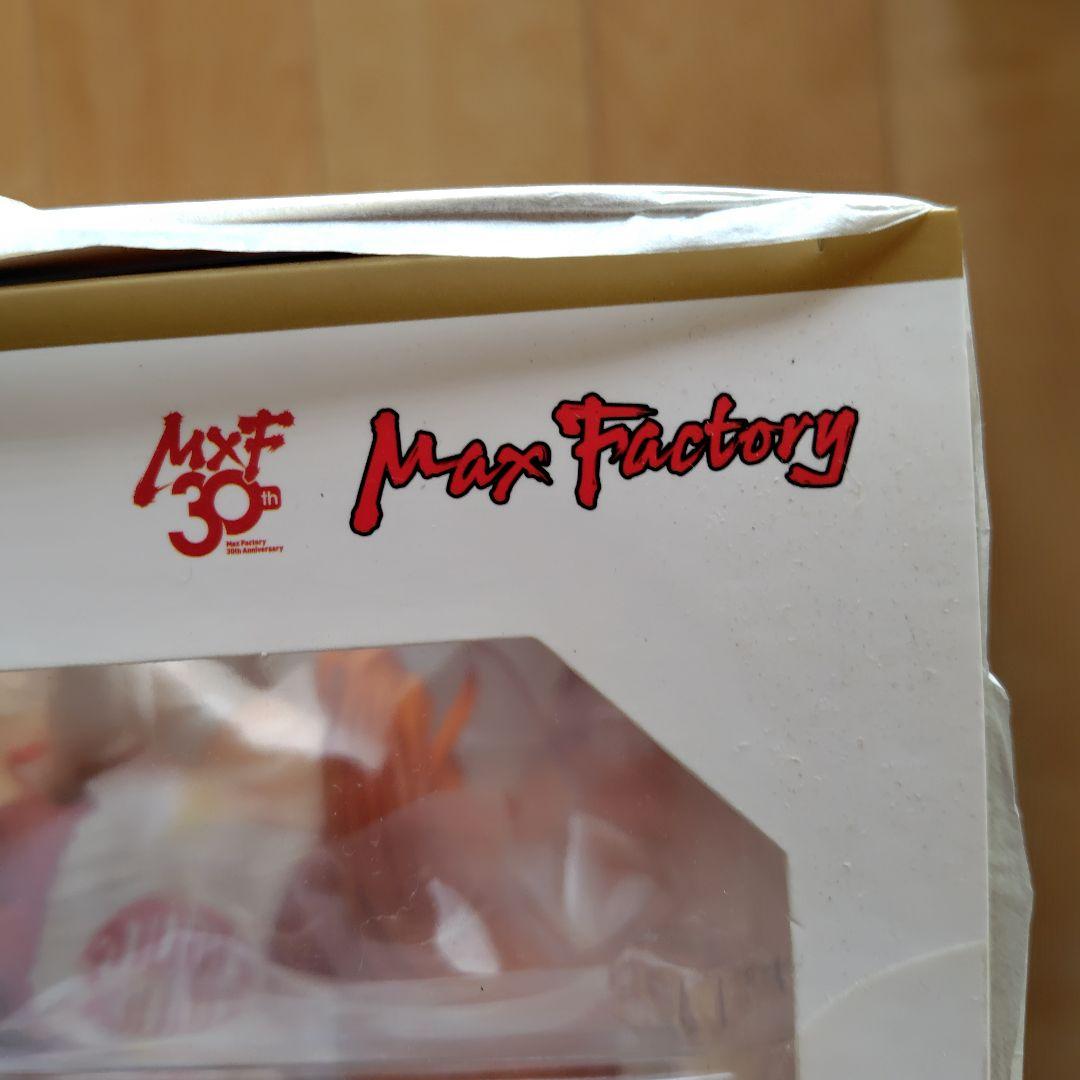 MxF
30th
Max Factory
30th Anniversary
Max Factory